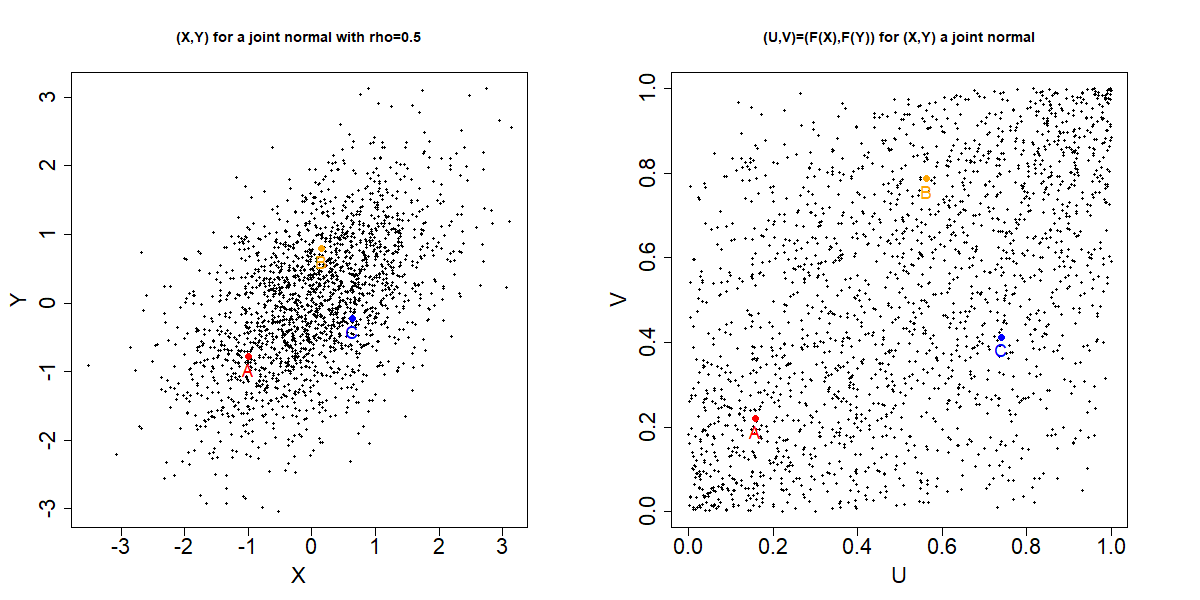 (X,Y) for a joint normal with rho=0.5
Y
3
2
1
0
-1
-2
-3
B
C
A
-3 -2 -1 0 1 2 3
X
(U,V)=(F(X),F(Y)) for (X,Y) a joint normal
V
1.0
0.8
0.6
0.4
0.2
0.0
B
C
A
0.0 0.2 0.4 0.6 0.8 1.0
U